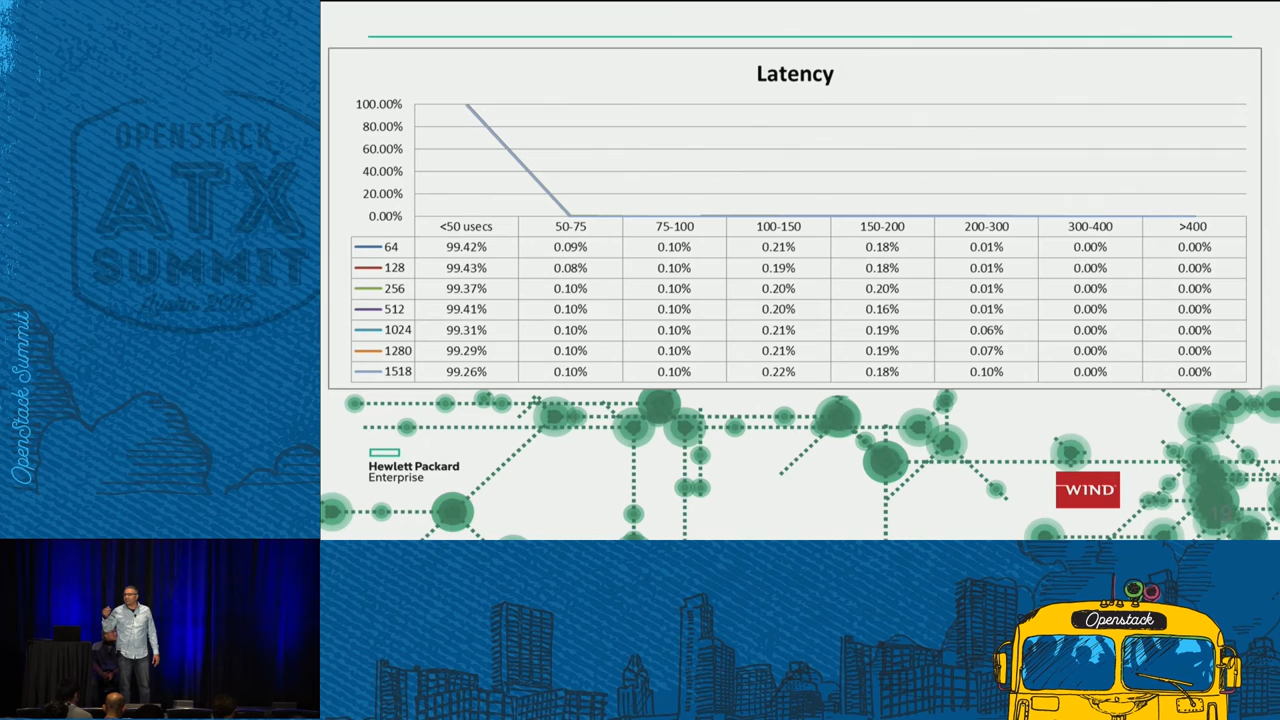 OPENSTACK
ATX
SUMMIT
Austin 2016
OpenStack Summit
Latency
100.00%
80.00%
60.00%
40.00%
20.00%
0.00%
<50 usecs 50-75 75-100 100-150 150-200 200-300 300-400 >400
64 99.42% 0.09% 0.10% 0.21% 0.18% 0.01% 0.00% 0.00%
128 99.43% 0.08% 0.10% 0.19% 0.18% 0.01% 0.00% 0.00%
256 99.37% 0.10% 0.10% 0.20% 0.20% 0.01% 0.00% 0.00%
512 99.41% 0.10% 0.10% 0.20% 0.16% 0.01% 0.00% 0.00%
1024 99.31% 0.10% 0.10% 0.21% 0.19% 0.06% 0.00% 0.00%
1280 99.29% 0.10% 0.10% 0.21% 0.19% 0.07% 0.00% 0.00%
1518 99.26% 0.10% 0.10% 0.22% 0.18% 0.10% 0.00% 0.00%
Hewlett Packard
Enterprise
WIND
Openstack